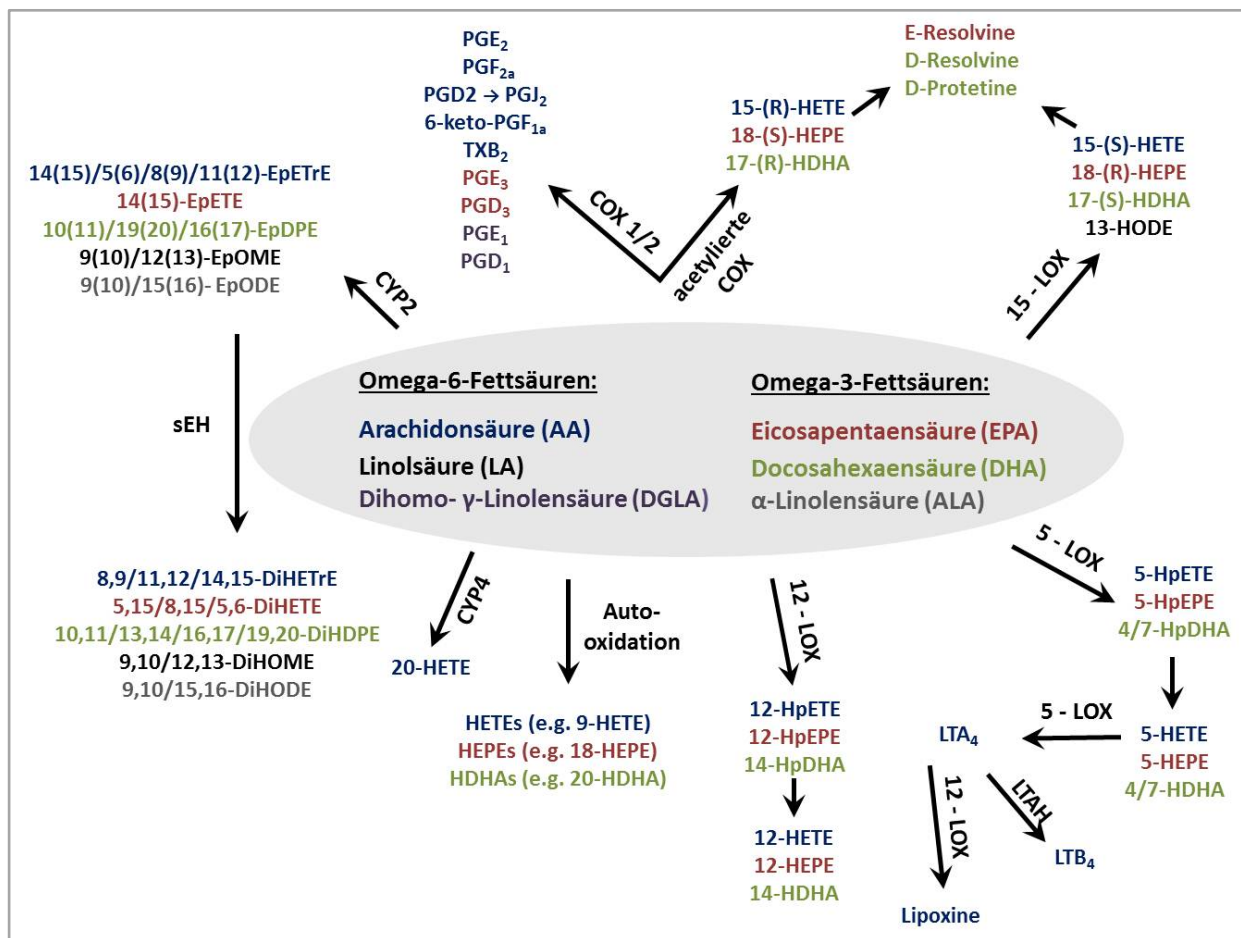 PGE₂
PGF₂ₐ
PGD2 → PGJ₂
6-keto-PGF₁ₐ
TXB₂
PGE₃
PGD₃
PGE₁
PGD₁
E-Resolvine
D-Resolvine
D-Protetine
15-(R)-HETE
18-(S)-HEPE
17-(R)-HDHA
15-(S)-HETE
18-(R)-HEPE
17-(S)-HDHA
13-HODE
14(15)/5(6)/8(9)/11(12)-EpETrE
14(15)-EpETE
10(11)/19(20)/16(17)-EpDPE
9(10)/12(13)-EpOME
9(10)/15(16)- EpODE
CYP2
COX 1/2
acetylierte
COX
15 - LOX
sEH
Omega-6-Fettsäuren:
Arachidonsäure (AA)
Linolsäure (LA)
Dihomo- γ-Linolensäure (DGLA)
Omega-3-Fettsäuren:
Eicosapentaensäure (EPA)
Docosahexaensäure (DHA)
α-Linolensäure (ALA)
8,9/11,12/14,15-DiHETrE
5,15/8,15/5,6-DiHETE
10,11/13,14/16,17/19,20-DiHDPE
9,10/12,13-DiHOME
9,10/15,16-DiHODE
CYP4
20-HETE
Auto-
oxidation
HETEs (e.g. 9-HETE)
HEPEs (e.g. 18-HEPE)
HDHAs (e.g. 20-HDHA)
12 - LOX
12-HpETE
12-HpEPE
14-HpDHA
12-HETE
12-HEPE
14-HDHA
5 - LOX
5-HpETE
5-HpEPE
4/7-HpDHA
5-HETE
5-HEPE
4/7-HDHA
5 - LOX
LTA₄
12 - LOX
Lipoxine
LTAH
LTB₄